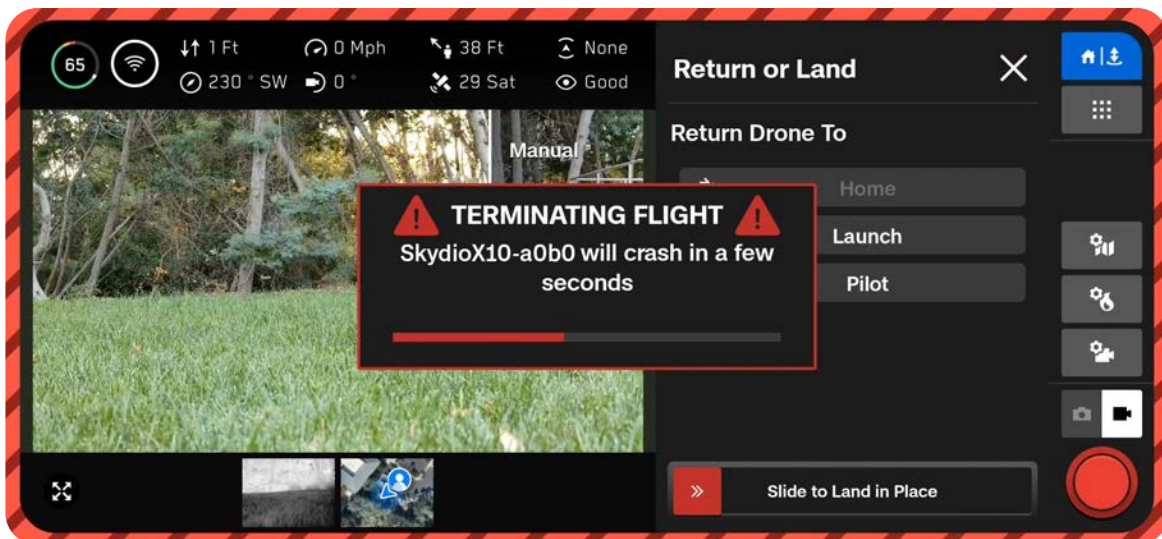 65
1 Ft
0 Mph
38 Ft
None
230 ° SW
0 °
29 Sat
Good
Manual
Return or Land
Return Drone To
Home
Launch
Pilot
TERMINATING FLIGHT
SkydioX10-a0b0 will crash in a few
seconds
Slide to Land in Place